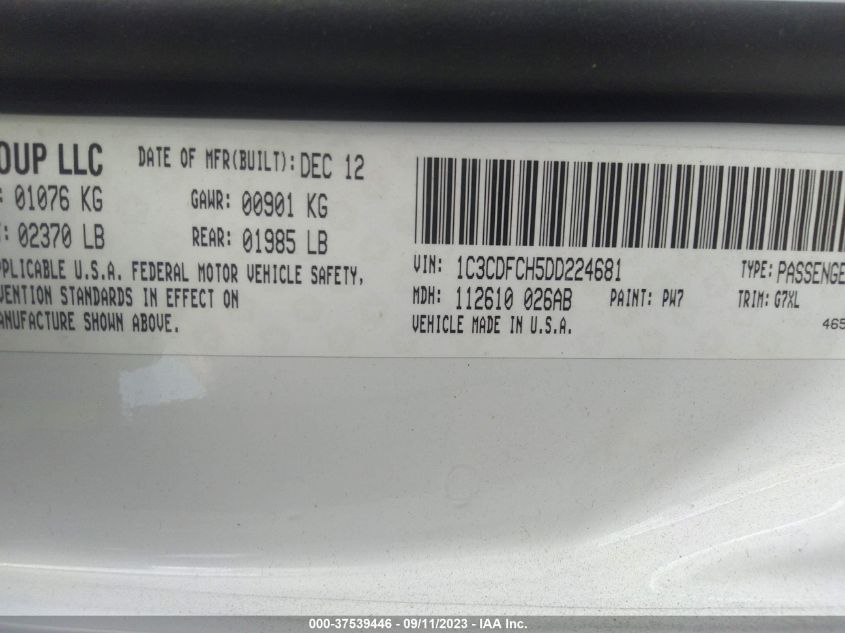 OUP LLC DATE OF MFR(BUILT): DEC 12
: 01076 KG GAWR: 00901 KG
: 02370 LB REAR: 01985 LB
PPLICABLE U.S.A. FEDERAL MOTOR VEHICLE SAFETY,
VENTION STANDARDS IN EFFECT ON
ANUFACTURE SHOWN ABOVE.
VIN: 1C3CDFCH5DD224681 TYPE: PASSENGE
MDH: 112610 026AB PAINT: PW7 TRIM: G7XL
VEHICLE MADE IN U.S.A. 465
000-37539446 - 09/11/2023 - IAA Inc.